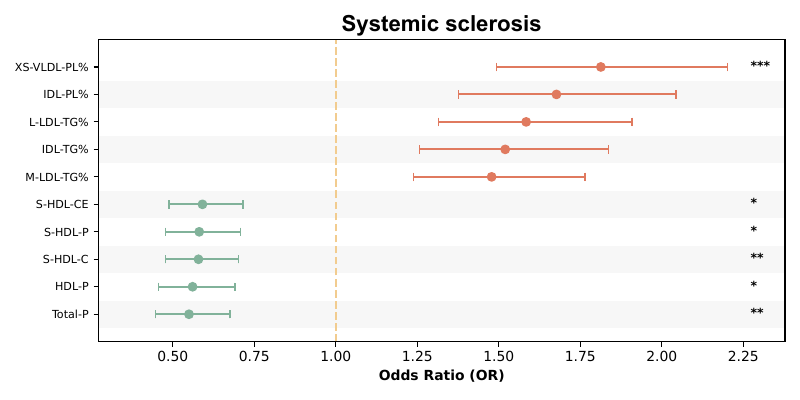 Systemic sclerosis
XS-VLDL-PL% ***
IDL-PL%
L-LDL-TG%
IDL-TG%
M-LDL-TG%
S-HDL-CE *
S-HDL-P *
S-HDL-C **
HDL-P *
Total-P **
0.50 0.75 1.00 1.25 1.50 1.75 2.00 2.25
Odds Ratio (OR)